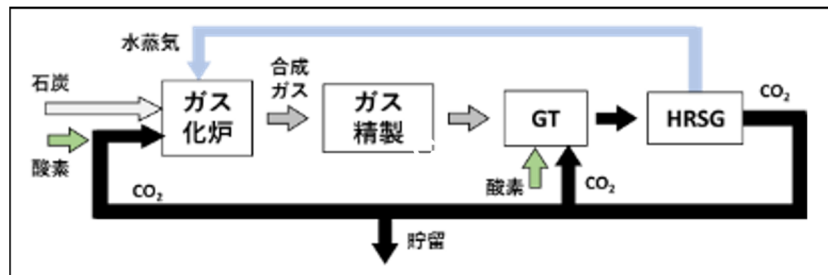 水蒸気
石炭
ガス
化炉
合成
ガス
ガス
精製
GT
HRSG
CO₂
酸素
CO₂
酸素
CO₂
貯留